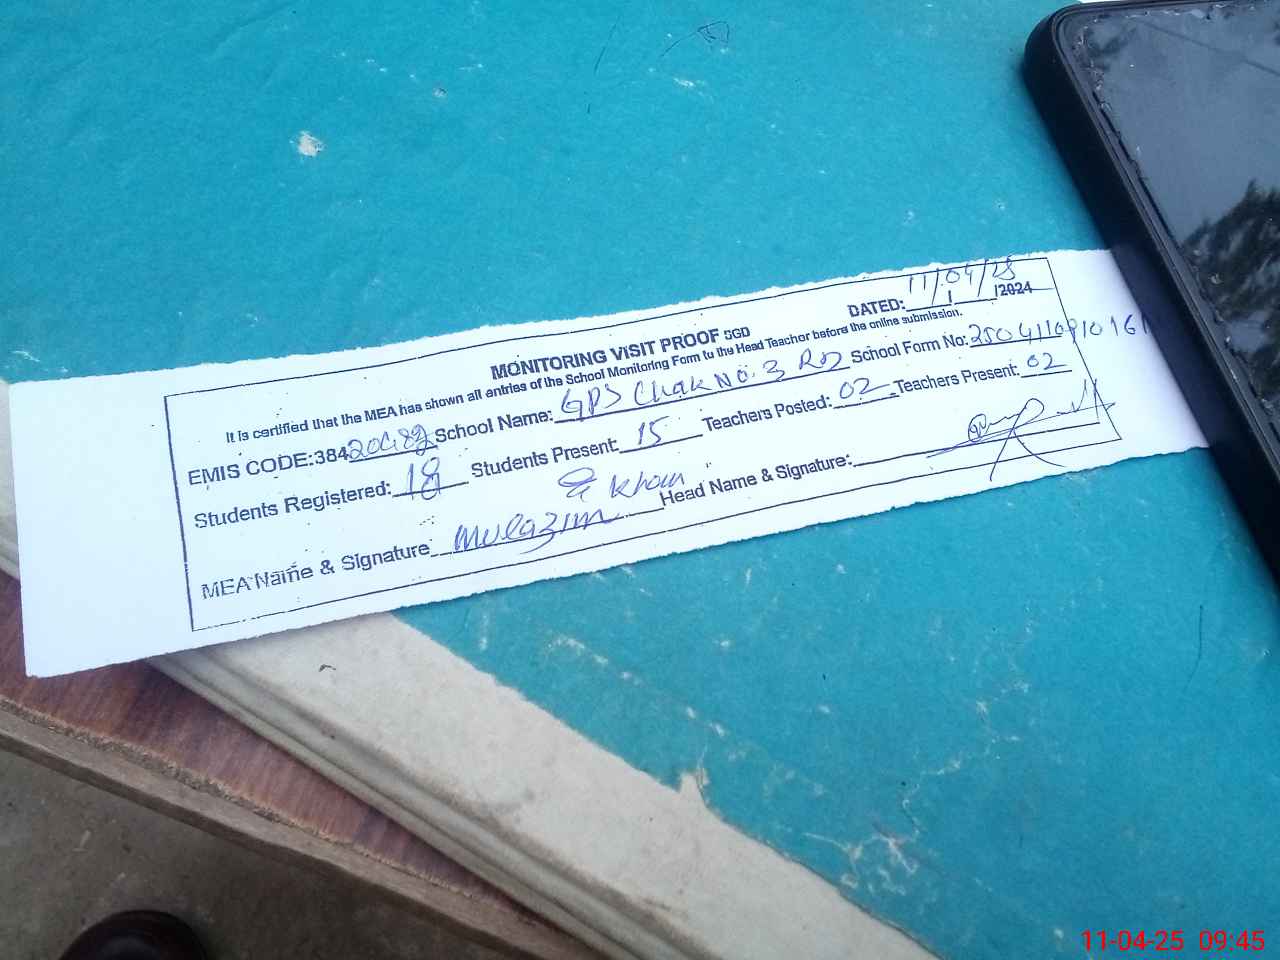 DATED: 11/04/25 /2024
MONITORING VISIT PROOF SGD
It is certified that the MEA has shown all entries of the School Monitoring Form to the Head Teacher before the online submission.
EMIS CODE:384 School Name: GPS Chak No. 3 School Form No:
Students Registered: 18 Students Present: 15 Teachers Posted: 02 Teachers Present: 02
MEA Name & Signature Mulazim Khan Head Name & Signature:
11-04-25 09:45